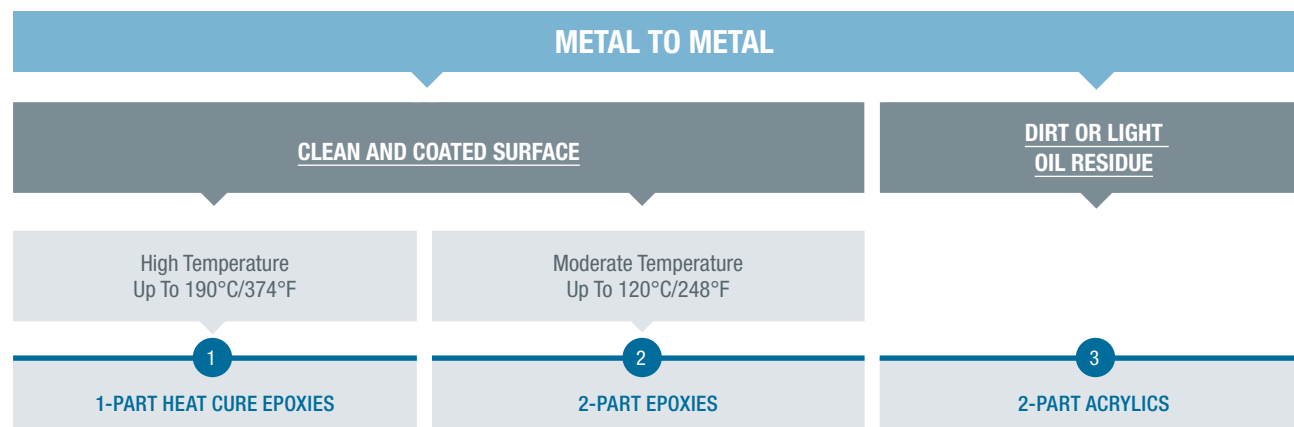 METAL TO METAL
CLEAN AND COATED SURFACE
DIRT OR LIGHT
OIL RESIDUE
High Temperature
Up To 190°C/374°F
Moderate Temperature
Up To 120°C/248°F
1
2
3
1-PART HEAT CURE EPOXIES
2-PART EPOXIES
2-PART ACRYLICS